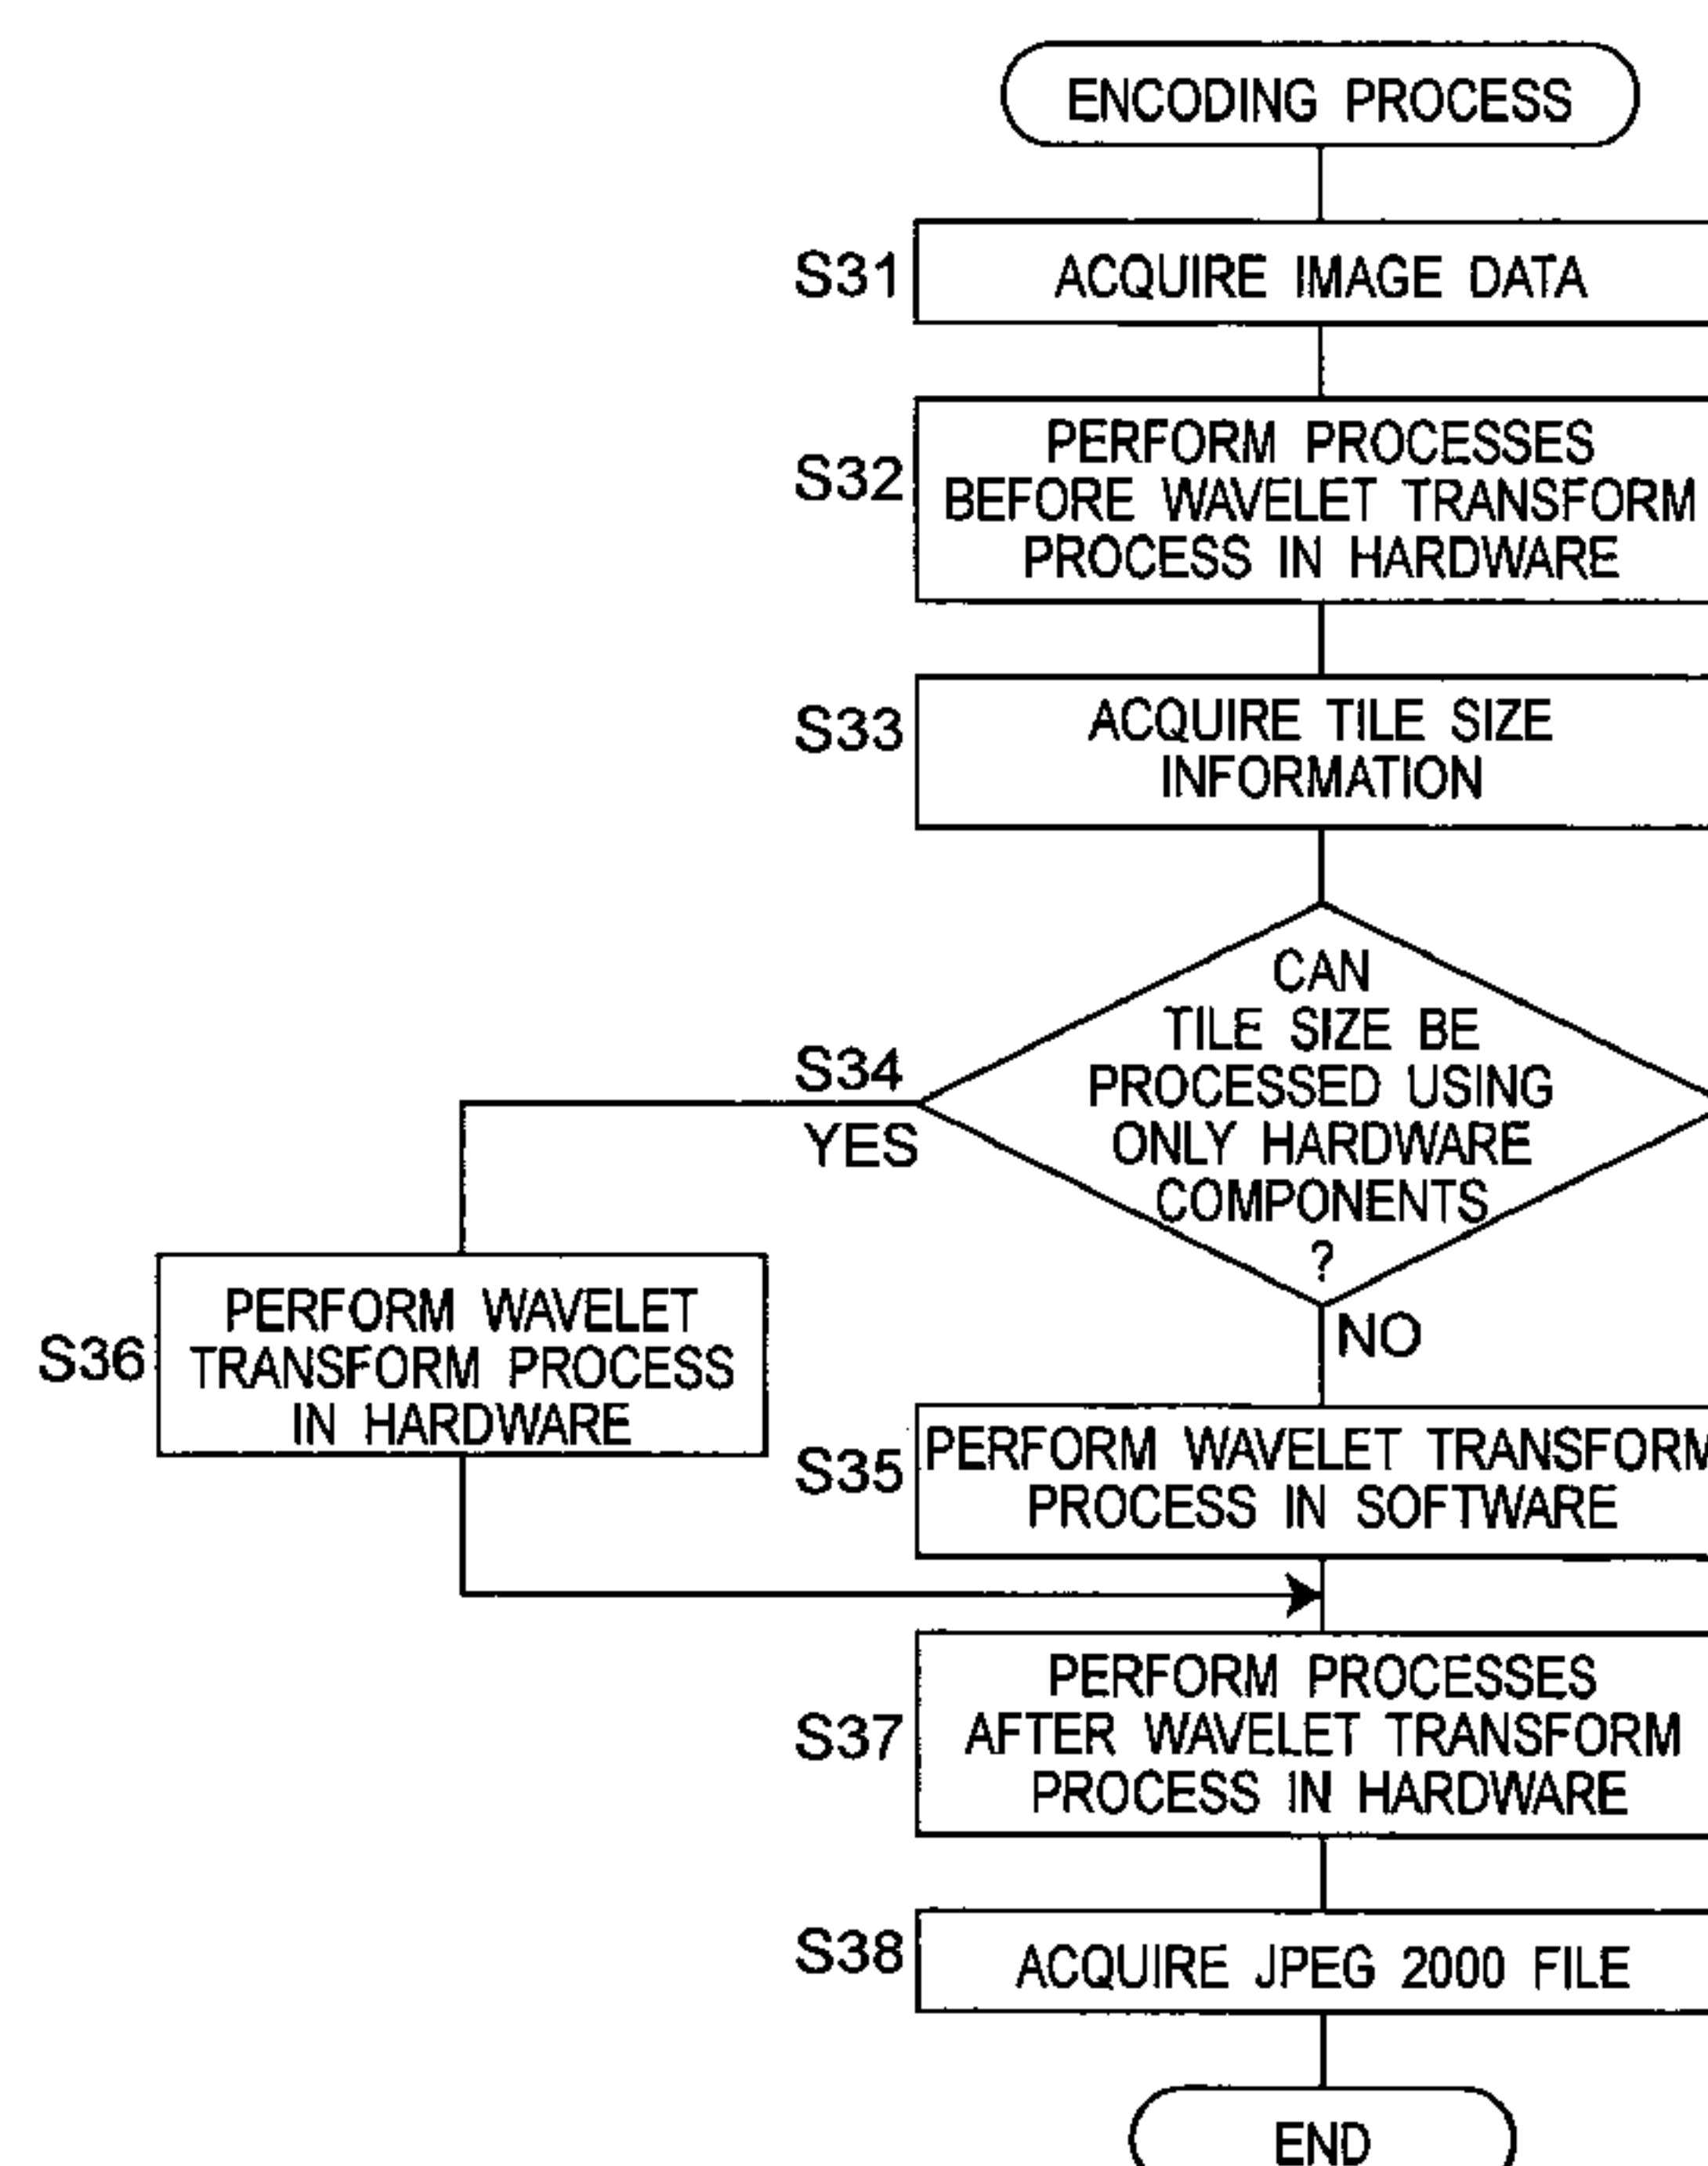 ENCODING PROCESS
S31
ACQUIRE IMAGE DATA
S32
PERFORM PROCESSES
BEFORE WAVELET TRANSFORM
PROCESS IN HARDWARE
S33
ACQUIRE TILE SIZE
INFORMATION
S34
CAN
TILE SIZE BE
PROCESSED USING
ONLY HARDWARE
COMPONENTS
?
YES
NO
S36
PERFORM WAVELET
TRANSFORM PROCESS
IN HARDWARE
S35
PERFORM WAVELET TRANSFORM
PROCESS IN SOFTWARE
S37
PERFORM PROCESSES
AFTER WAVELET TRANSFORM
PROCESS IN HARDWARE
S38
ACQUIRE JPEG 2000 FILE
END